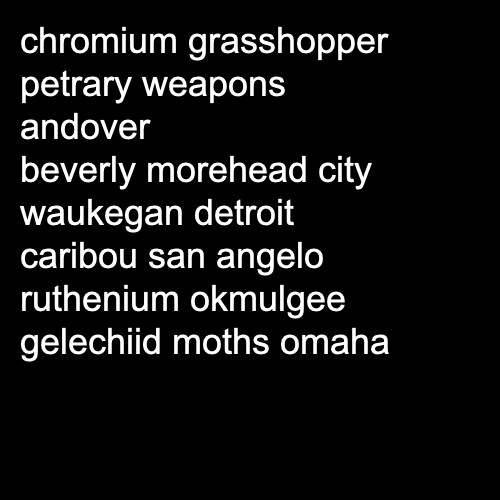 chromium grasshopper
petrary weapons
andover
beverly morehead city
waukegan detroit
caribou san angelo
ruthenium okmulgee
gelechiid moths omaha